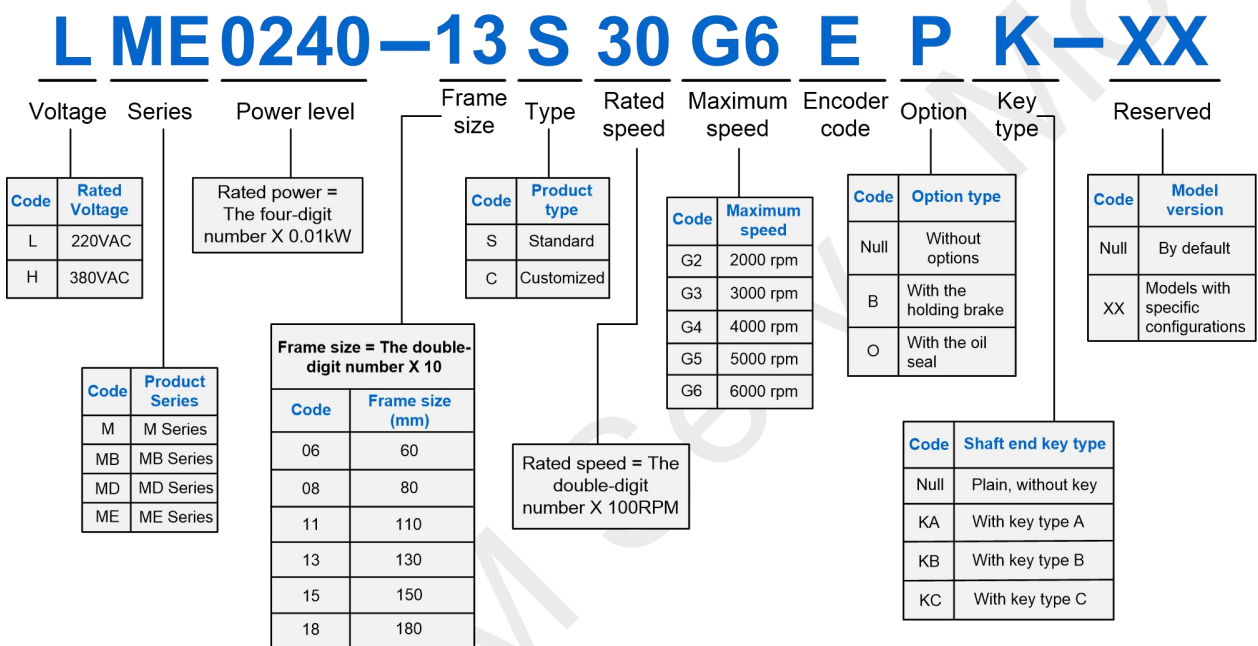 L ME 0240 — 13 S 30 G6 E P K — XX
Voltage Series Power level Frame size Type Rated speed Maximum speed Encoder code Option Key type Reserved
Code Rated Voltage
L 220VAC
H 380VAC
Code Product Series
M M Series
MB MB Series
MD MD Series
ME ME Series
Rated power =
The four-digit
number X 0.01kW
Frame size = The double-
digit number X 10
Code Frame size (mm)
06 60
08 80
11 110
13 130
15 150
18 180
Code Product type
S Standard
C Customized
Rated speed = The
double-digit
number X 100RPM
Code Maximum speed
G2 2000 rpm
G3 3000 rpm
G4 4000 rpm
G5 5000 rpm
G6 6000 rpm
Code Option type
Null Without options
B With the holding brake
O With the oil seal
Code Shaft end key type
Null Plain, without key
KA With key type A
KB With key type B
KC With key type C
Code Model version
Null By default
XX Models with specific configurations